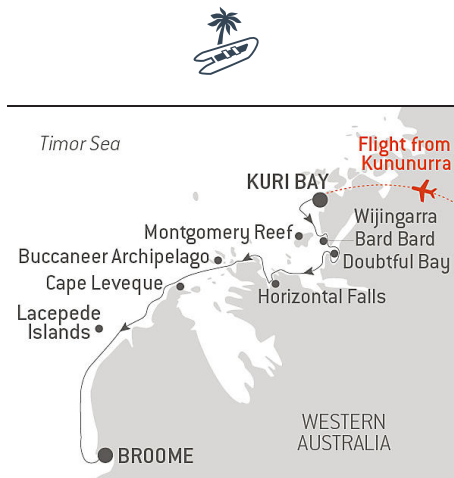 Timor Sea
Flight from
Kununurra
KURI BAY
Wijingarra
Bard Bard
Montgomery Reef
Doubtful Bay
Buccaneer Archipelago
Cape Leveque
Horizontal Falls
Lacepede
Islands
WESTERN
AUSTRALIA
BROOME